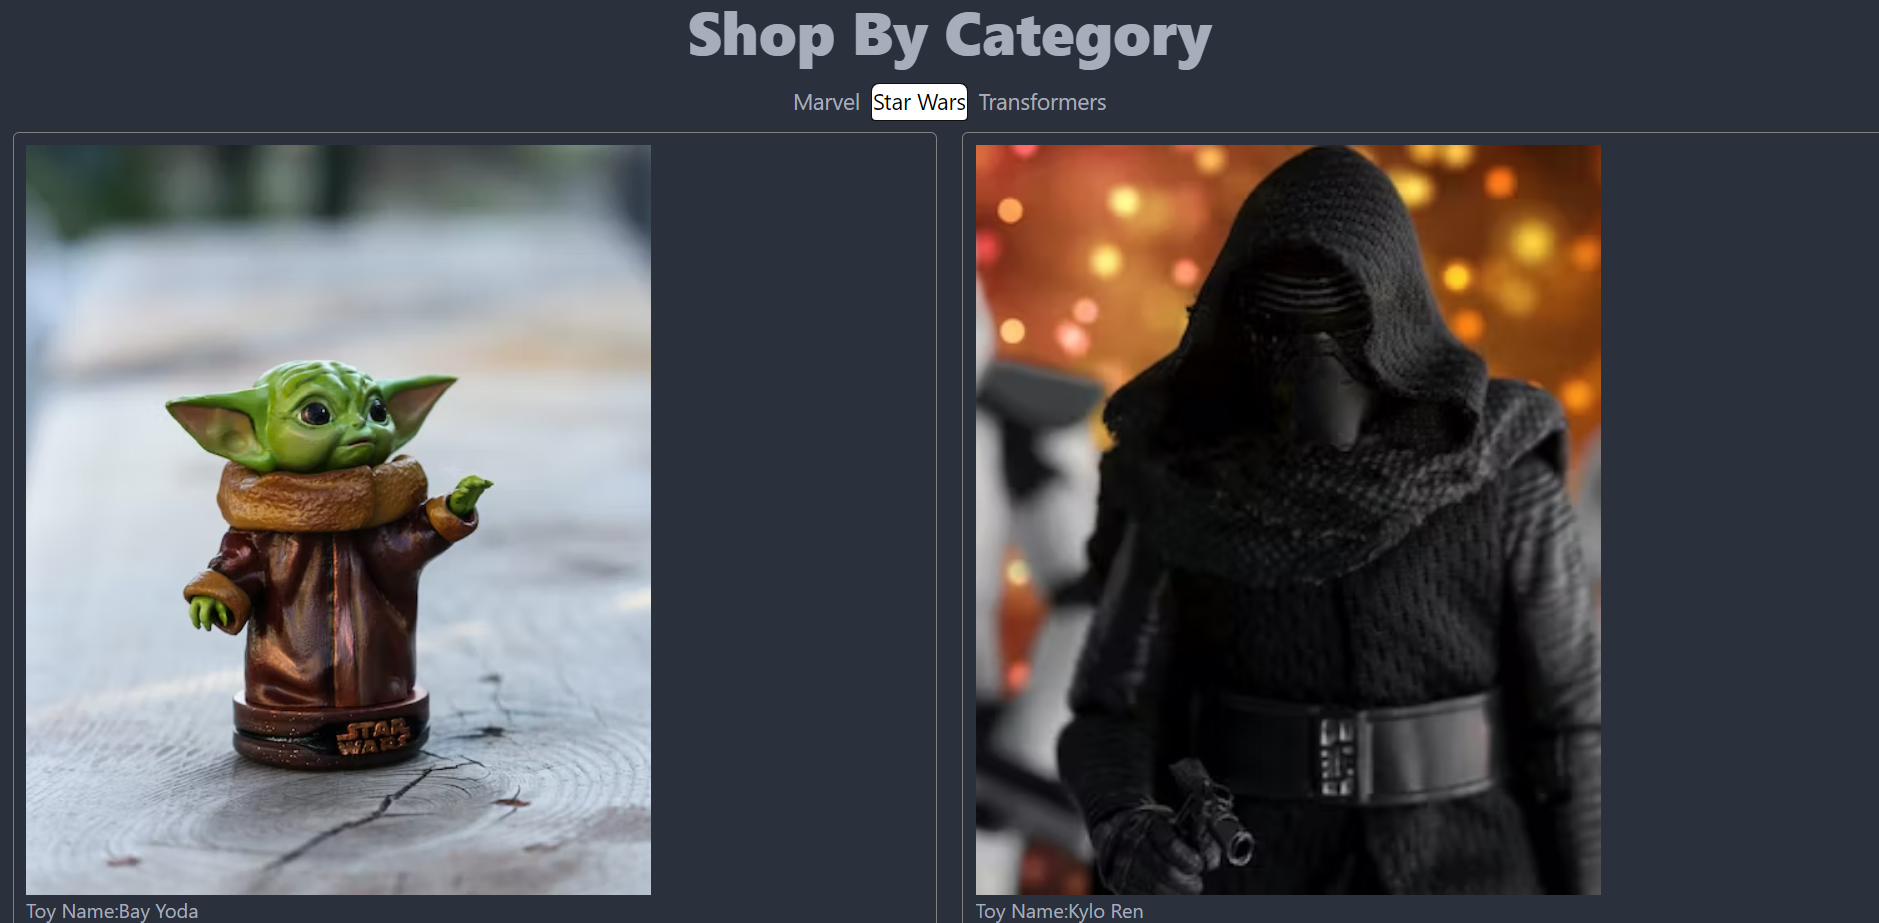 Shop By Category
Marvel Star Wars Transformers
STAR
WARS
Toy Name:Bay Yoda
Toy Name:Kylo Ren